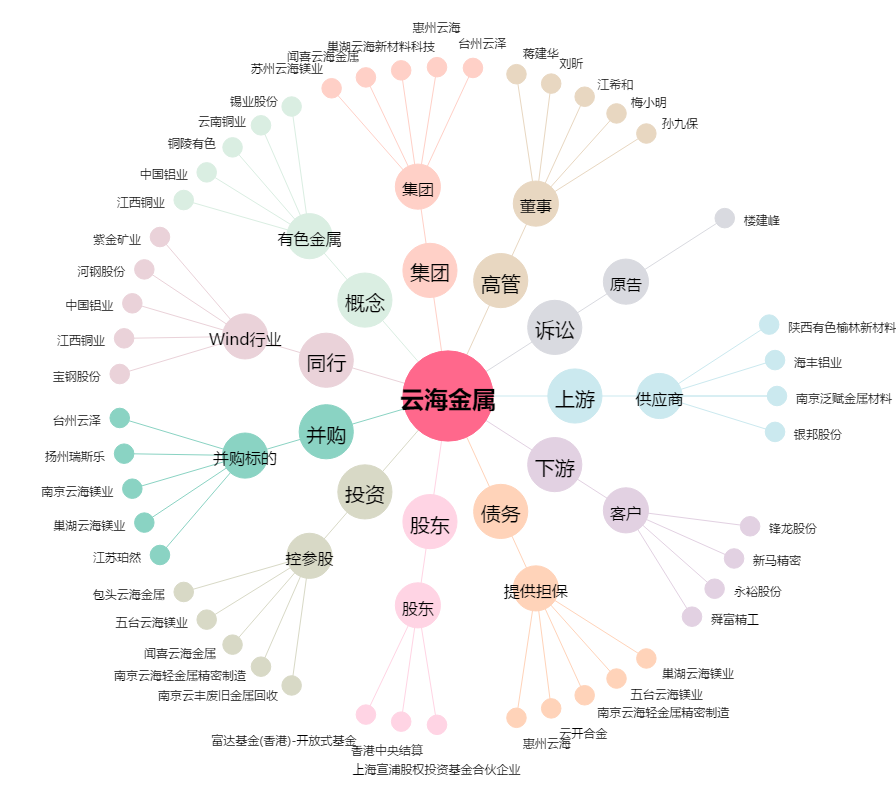 云海金属
集团
集团
苏州云海镁业
闻喜云海金属
巢湖云海新材料科技
惠州云海
台州云泽
高管
董事
蒋建华
刘昕
江希和
梅小明
孙九保
诉讼
原告
楼建峰
上游
供应商
陕西有色榆林新材料
海丰铝业
南京泛赋金属材料
银邦股份
下游
客户
锋龙股份
新马精密
永裕股份
舜富精工
债务
提供担保
巢湖云海镁业
五台云海镁业
南京云海轻金属精密制造
云开合金
惠州云海
股东
股东
上海宣浦股权投资基金合伙企业
香港中央结算
富达基金(香港)-开放式基金
投资
控参股
南京云丰废旧金属回收
南京云海轻金属精密制造
闻喜云海金属
五台云海镁业
包头云海金属
并购
并购标的
江苏珀然
巢湖云海镁业
南京云海镁业
扬州瑞斯乐
台州云泽
同行
Wind行业
宝钢股份
江西铜业
中国铝业
河钢股份
紫金矿业
概念
有色金属
江西铜业
中国铝业
铜陵有色
云南铜业
锡业股份